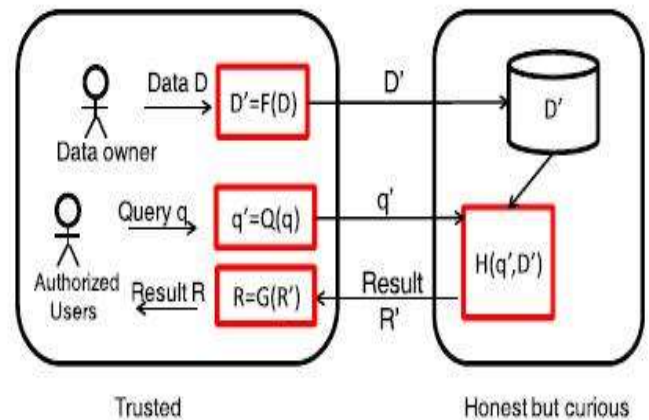 Data D
D'=F(D)
D'
D'
Data owner
Query q
q'=Q(q)
q'
H(q',D')
Authorized
Users
Result R
R=G(R')
Result
R'
Trusted
Honest but curious